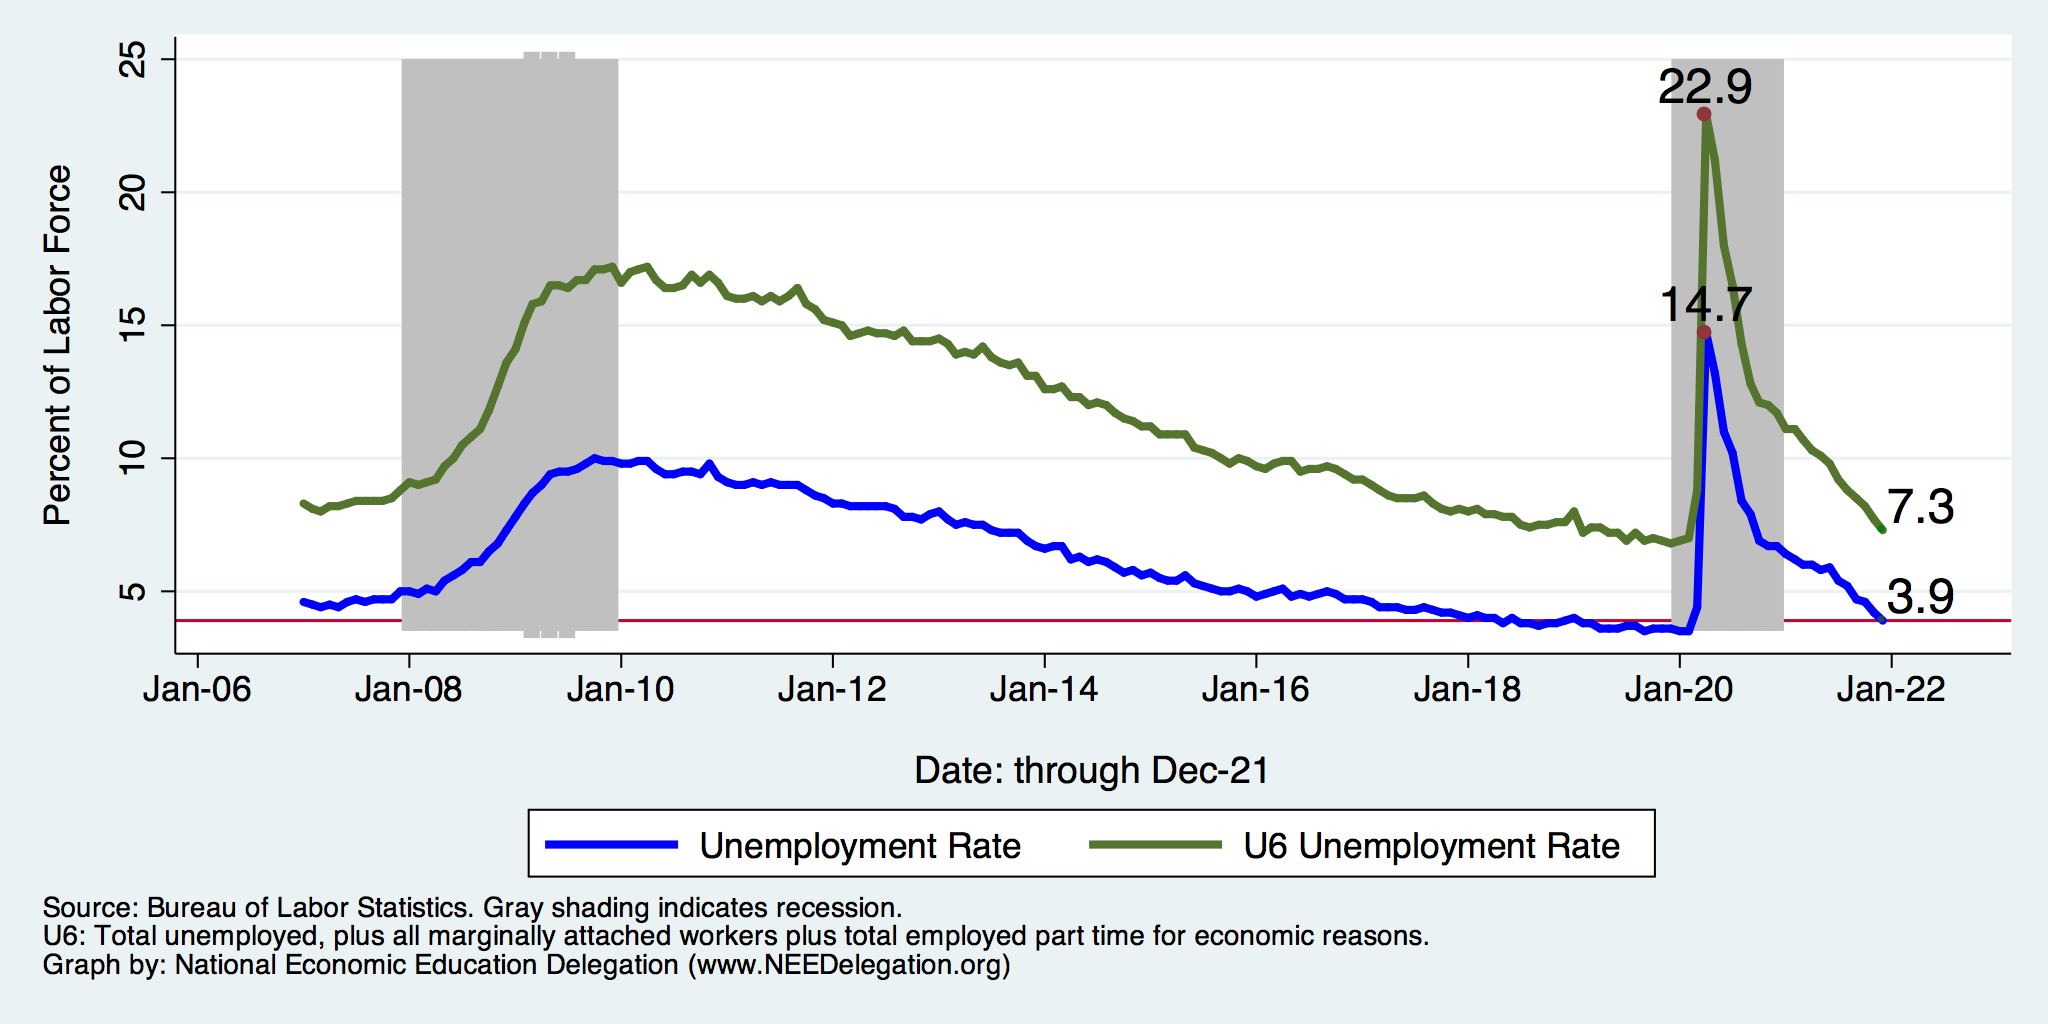 25
20
15
10
5
Percent of Labor Force
22.9
14.7
7.3
3.9
Jan-06 Jan-08 Jan-10 Jan-12 Jan-14 Jan-16 Jan-18 Jan-20 Jan-22
Date: through Dec-21
Unemployment Rate U6 Unemployment Rate
Source: Bureau of Labor Statistics. Gray shading indicates recession.
U6: Total unemployed, plus all marginally attached workers plus total employed part time for economic reasons.
Graph by: National Economic Education Delegation (www.NEEDelegation.org)